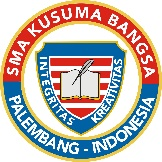 SMA KUSUMA BANGSA
INTEGRITAS
KREATIVITAS
PALEMBANG - INDONESIA